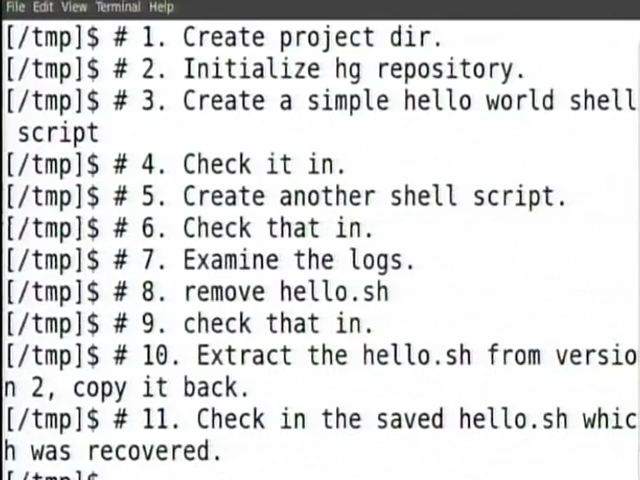 File Edit View Terminal Help
[/tmp]$ # 1. Create project dir.
[/tmp]$ # 2. Initialize hg repository.
[/tmp]$ # 3. Create a simple hello world shell
 script
[/tmp]$ # 4. Check it in.
[/tmp]$ # 5. Create another shell script.
[/tmp]$ # 6. Check that in.
[/tmp]$ # 7. Examine the logs.
[/tmp]$ # 8. remove hello.sh
[/tmp]$ # 9. check that in.
[/tmp]$ # 10. Extract the hello.sh from versio
n 2, copy it back.
[/tmp]$ # 11. Check in the saved hello.sh whic
h was recovered.
[/tmp]$